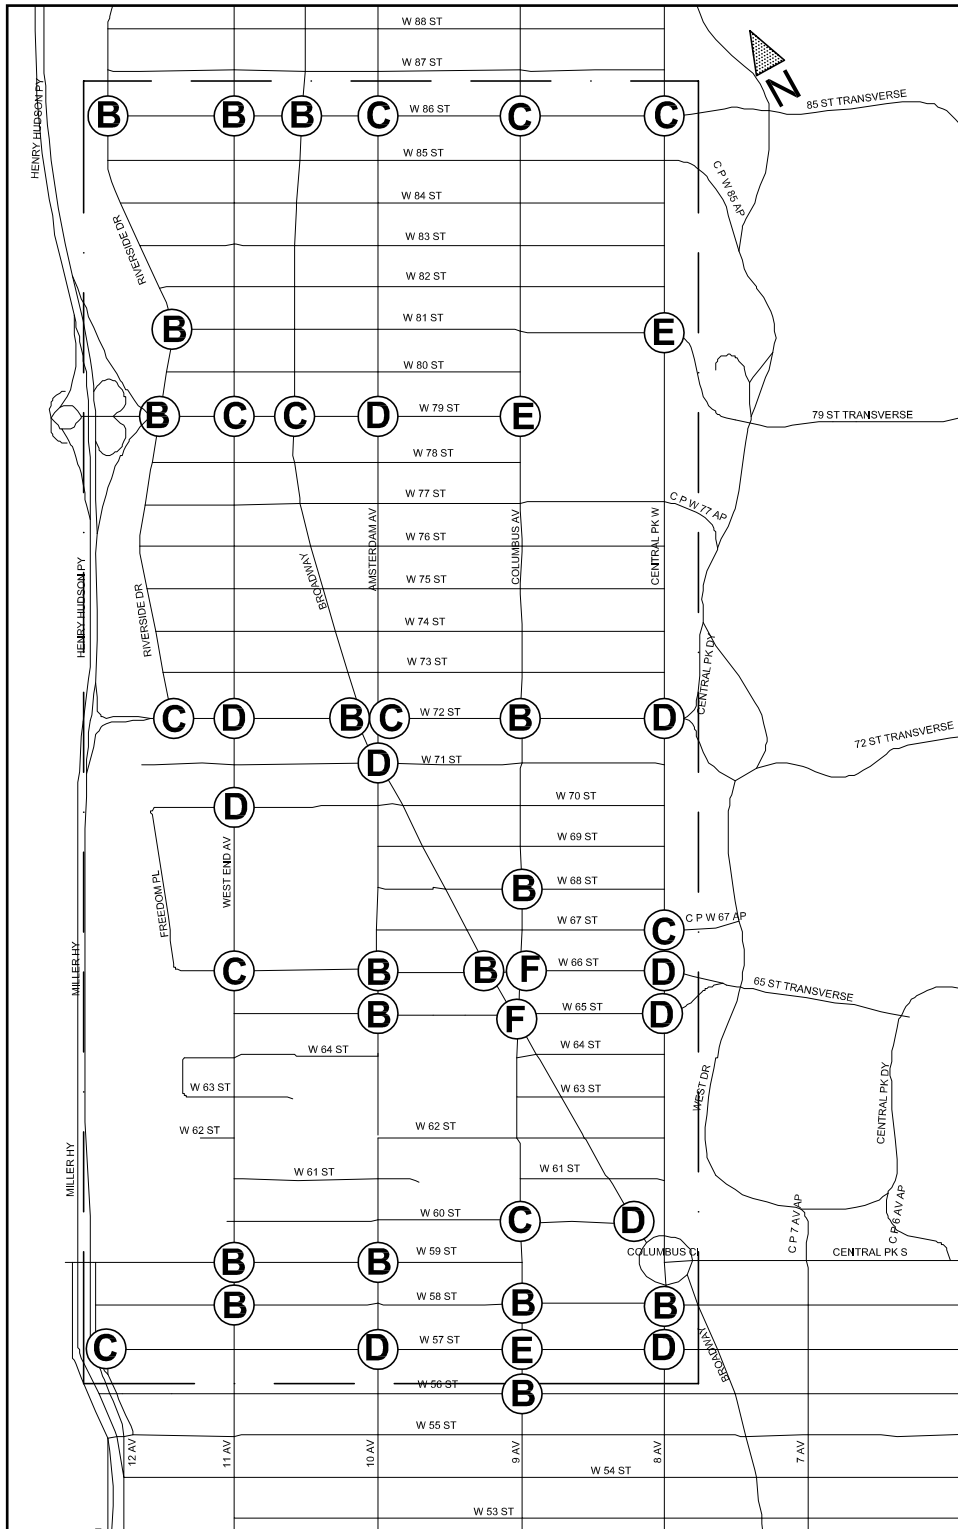 W 88 ST
W 87 ST
N
HENRY HUDSON PY
B
B
B
C
W 86 ST
C
C
85 ST TRANSVERSE
W 85 ST
C P W 85 AP
W 84 ST
RIVERSIDE DR
W 83 ST
W 82 ST
B
W 81 ST
E
W 80 ST
B
C
C
D
W 79 ST
E
79 ST TRANSVERSE
W 78 ST
W 77 ST
C P W 77 AP
AMSTERDAM AV
COLUMBUS AV
CENTRAL PK W
W 76 ST
BROADWAY
HENRY HUDSON PY
W 75 ST
RIVERSIDE DR
W 74 ST
W 73 ST
CENTRAL PK DY
C
D
B
C
W 72 ST
B
D
72 ST TRANSVERSE
D
W 71 ST
D
W 70 ST
W 69 ST
WEST END AV
FREEDOM PL
B
W 68 ST
W 67 ST
C
C P W 67 AP
MILLER HY
C
B
B
F
W 66 ST
D
65 ST TRANSVERSE
B
F
W 65 ST
D
W 64 ST
W 64 ST
W 63 ST
W 63 ST
WEST DR
CENTRAL PK DY
W 62 ST
W 62 ST
MILLER HY
W 61 ST
W 61 ST
C P 7 AV AP
C P 6 AV AP
W 60 ST
C
D
B
B
W 59 ST
COLUMBUS CI
CENTRAL PK S
B
W 58 ST
B
B
C
D
W 57 ST
E
D
BROADWAY
W 56 ST
B
W 55 ST
12 AV
11 AV
10 AV
9 AV
8 AV
7 AV
W 54 ST
W 53 ST